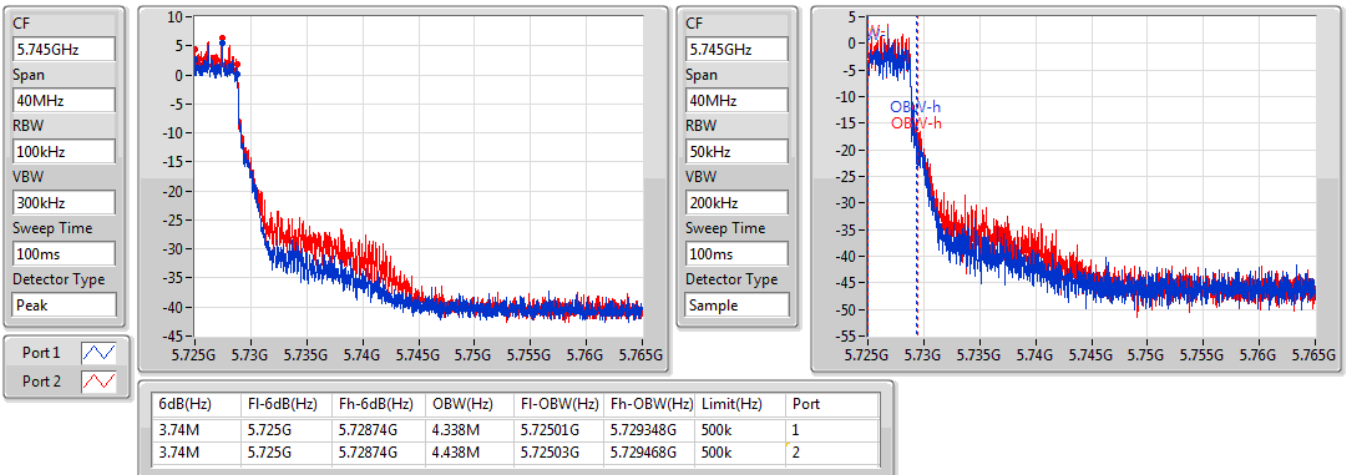 CF
5.745GHz
Span
40MHz
RBW
100kHz
VBW
300kHz
Sweep Time
100ms
Detector Type
Peak
Port 1
Port 2
10
5
0
-5
-10
-15
-20
-25
-30
-35
-40
-45
5.725G 5.73G 5.735G 5.74G 5.745G 5.75G 5.755G 5.76G 5.765G
CF
5.745GHz
Span
40MHz
RBW
50kHz
VBW
200kHz
Sweep Time
100ms
Detector Type
Sample
5
0
-5
-10
-15
-20
-25
-30
-35
-40
-45
-50
-55
OBW-h
OBW-h
5.725G 5.73G 5.735G 5.74G 5.745G 5.75G 5.755G 5.76G 5.765G
6dB(Hz) Fl-6dB(Hz) Fh-6dB(Hz) OBW(Hz) Fl-OBW(Hz) Fh-OBW(Hz) Limit(Hz) Port
3.74M 5.725G 5.72874G 4.338M 5.72501G 5.729348G 500k 1
3.74M 5.725G 5.72874G 4.438M 5.72503G 5.729468G 500k 2